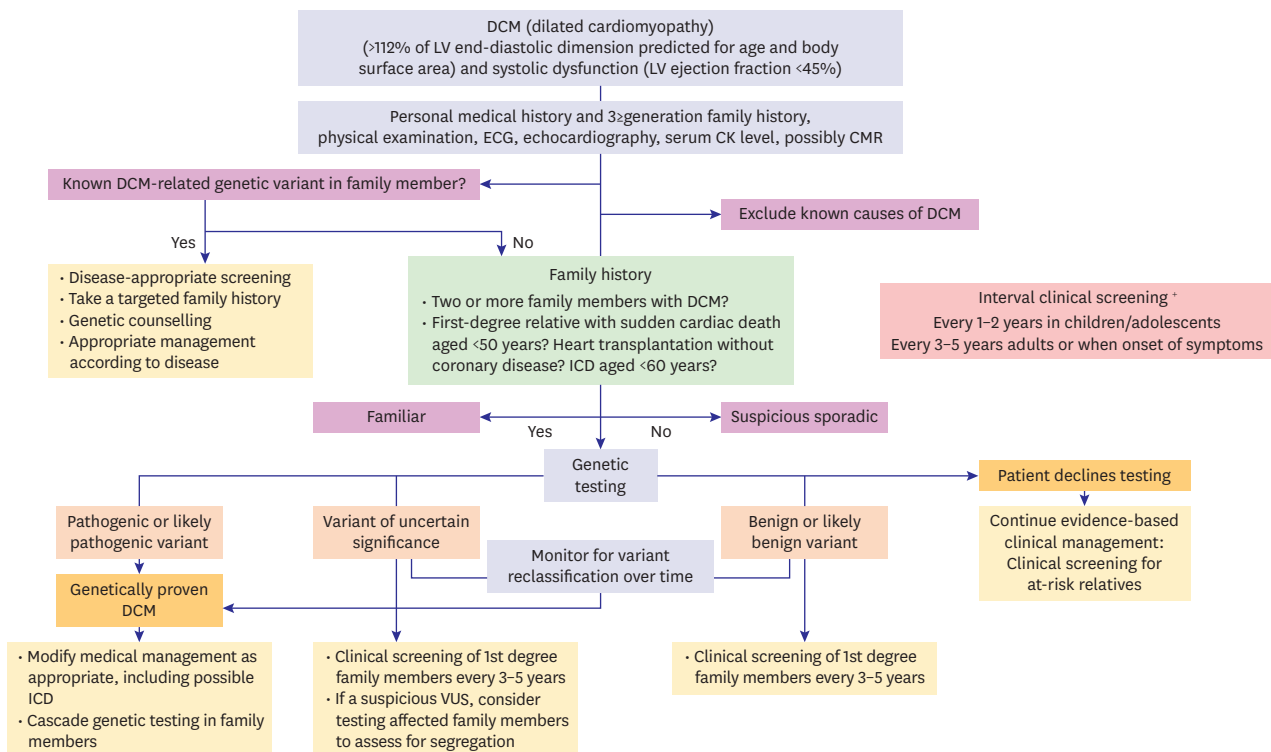 DCM (dilated cardiomyopathy)
(>112% of LV end-diastolic dimension predicted for age and body
surface area) and systolic dysfunction (LV ejection fraction <45%)
Personal medical history and 3≥generation family history,
physical examination, ECG, echocardiography, serum CK level, possibly CMR
Known DCM-related genetic variant in family member?
Exclude known causes of DCM
Yes
No
· Disease-appropriate screening
· Take a targeted family history
· Genetic counselling
· Appropriate management
according to disease
Family history
· Two or more family members with DCM?
· First-degree relative with sudden cardiac death
aged <50 years? Heart transplantation without
coronary disease? ICD aged <60 years?
Interval clinical screening +
Every 1–2 years in children/adolescents
Every 3–5 years adults or when onset of symptoms
Familiar
Suspicious sporadic
Yes
No
Genetic
testing
Patient declines testing
Pathogenic or likely
pathogenic variant
Variant of uncertain
significance
Benign or likely
benign variant
Continue evidence-based
clinical management:
Clinical screening for
at-risk relatives
Monitor for variant
reclassification over time
Genetically proven
DCM
· Modify medical management as
appropriate, including possible
ICD
· Cascade genetic testing in family
members
· Clinical screening of 1st degree
family members every 3–5 years
· If a suspicious VUS, consider
testing affected family members
to assess for segregation
· Clinical screening of 1st degree
family members every 3–5 years